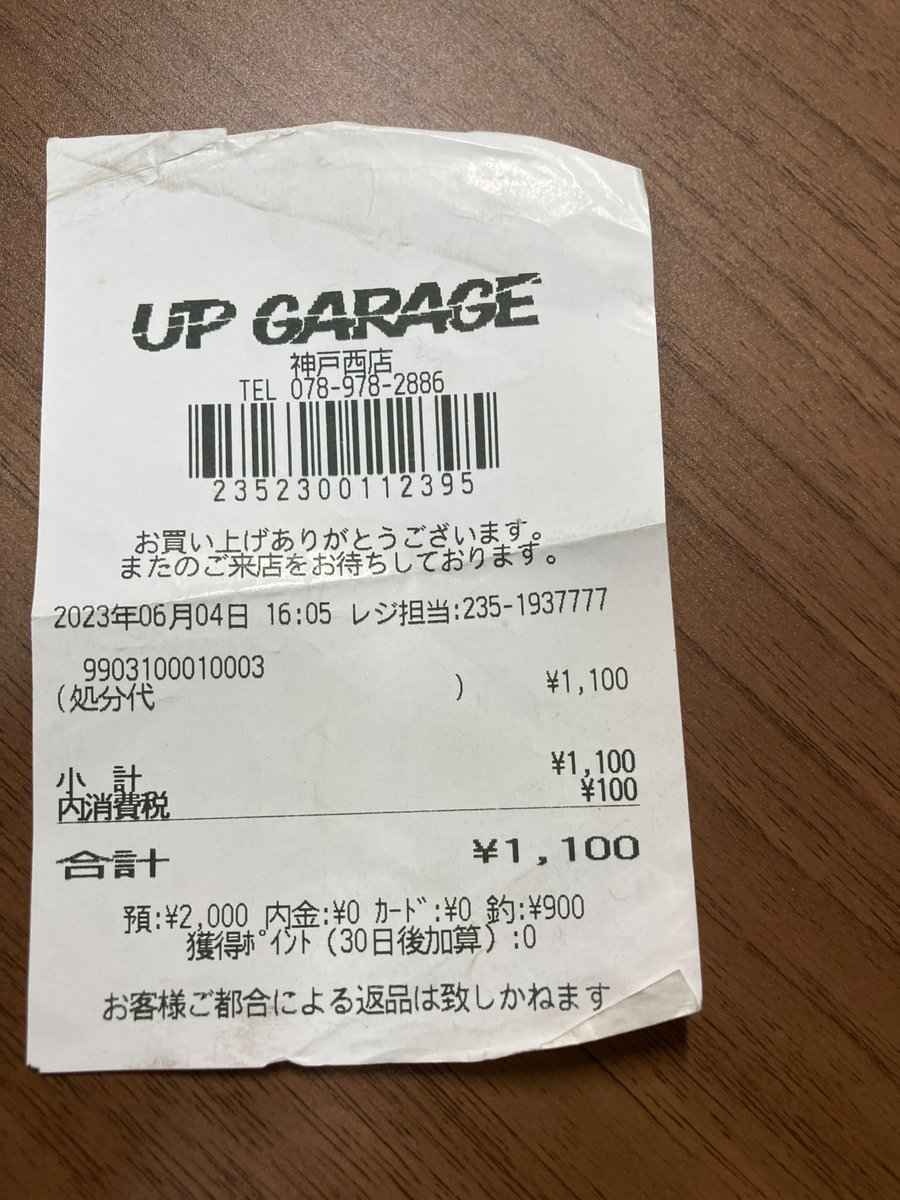 UP GARAGE
神戸西店
TEL 078-978-2886
2352300112395
お買い上げありがとうございます。
またのご来店をお待ちしております。
2023年06月04日 16:05 レジ担当:235-1937777
9903100010003
(処分代 ) ¥1,100
小 計 ¥1,100
内消費税 ¥100
合計 ¥1,100
預:¥2,000 内金:¥0 ｶｰﾄﾞ:¥0 釣:¥900
獲得ﾎﾟｲﾝﾄ(30日後加算):0
お客様ご都合による返品は致しかねます